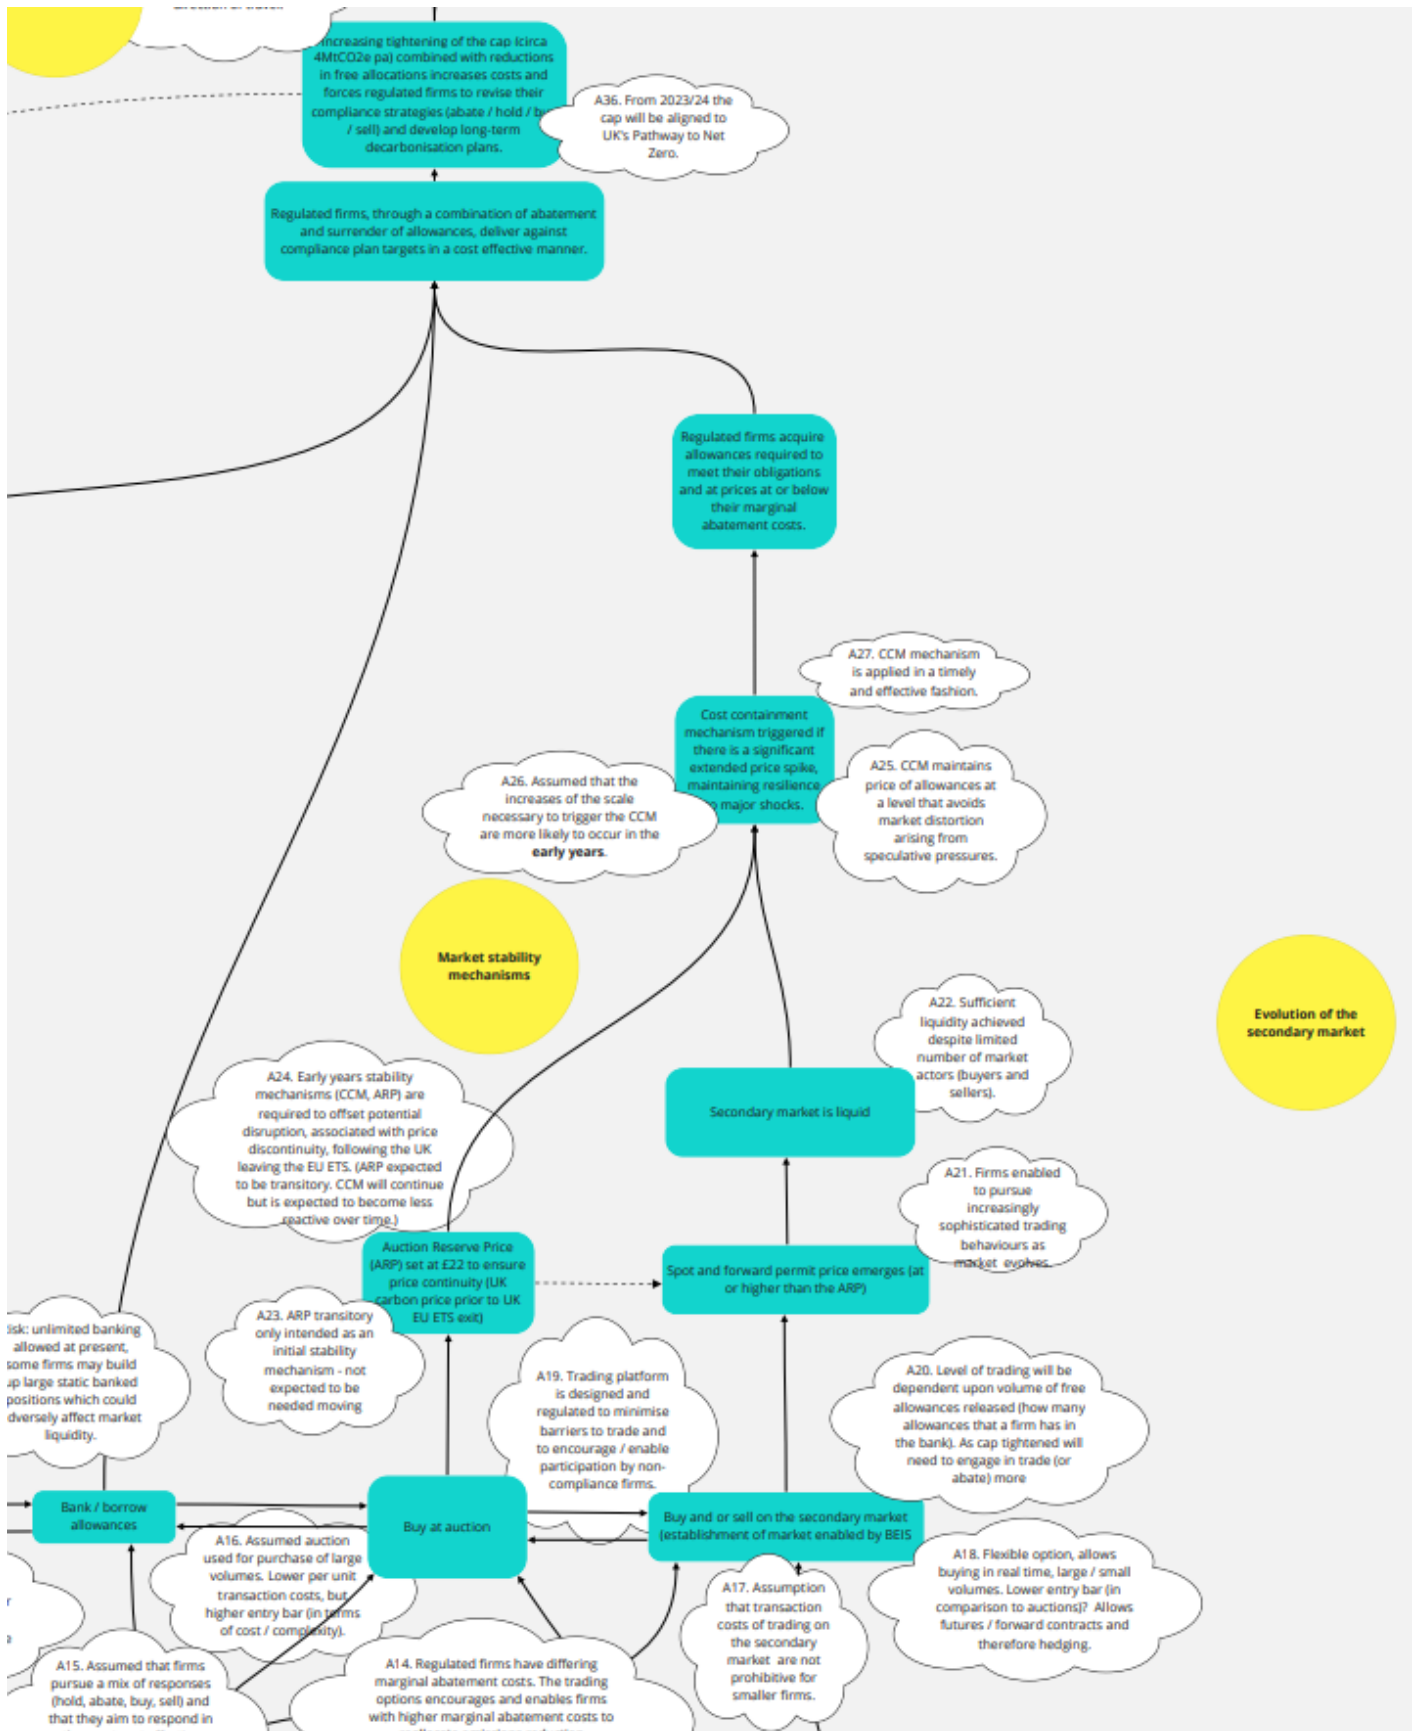 Increasing tightening of the cap (circa
4MtCO2e pa) combined with reductions
in free allocations increases costs and
forces regulated firms to revise their
compliance strategies (abate / hold /
/ sell) and develop long-term
decarbonisation plans.
A36. From 2023/24 the
cap will be aligned to
UK's Pathway to Net
Zero.
Regulated firms, through a combination of abatement
and surrender of allowances, deliver against
compliance plan targets in a cost effective manner.
Regulated firms acquire
allowances required to
meet their obligations
and at prices at or below
their marginal
abatement costs.
A27. CCM mechanism
is applied in a timely
and effective fashion.
Cost containment
mechanism triggered if
there is a significant
extended price spike,
maintaining resilience
major shocks.
A25. CCM maintains
price of allowances at
a level that avoids
market distortion
arising from
speculative pressures.
A26. Assumed that the
increases of the scale
necessary to trigger the CCM
are more likely to occur in the
early years.
Market stability
mechanisms
Evolution of the
secondary market
A22. Sufficient
liquidity achieved
despite limited
number of market
actors (buyers and
sellers).
Secondary market is liquid
A24. Early years stability
mechanisms (CCM, ARP) are
required to offset potential
disruption, associated with price
discontinuity, following the UK
leaving the EU ETS. (ARP expected
to be transitory. CCM will continue
but is expected to become less
reactive over time.)
A21. Firms enabled
to pursue
increasingly
sophisticated trading
behaviours as
market evolves.
Auction Reserve Price
(ARP) set at £22 to ensure
price continuity (UK
carbon price prior to UK
EU ETS exit)
Spot and forward permit price emerges (at
or higher than the ARP)
A23. ARP transitory
only intended as an
initial stability
mechanism - not
expected to be
needed moving
isk: unlimited banking
allowed at present,
some firms may build
up large static banked
positions which could
dversely affect market
liquidity.
A19. Trading platform
is designed and
regulated to minimise
barriers to trade and
to encourage / enable
participation by non-
compliance firms.
A20. Level of trading will be
dependent upon volume of free
allowances released (how many
allowances that a firm has in
the bank). As cap tightened will
need to engage in trade (or
abate) more
Bank / borrow
allowances
Buy at auction
Buy and or sell on the secondary market
(establishment of market enabled by BEIS
A16. Assumed auction
used for purchase of large
volumes. Lower per unit
transaction costs, but
higher entry bar (in terms
of cost / complexity).
A18. Flexible option, allows
buying in real time, large / small
volumes. Lower entry bar (in
comparison to auctions)? Allows
futures / forward contracts and
therefore hedging.
A17. Assumption
that transaction
costs of trading on
the secondary
market are not
prohibitive for
smaller firms.
A15. Assumed that firms
pursue a mix of responses
(hold, abate, buy, sell) and
that they aim to respond in
A14. Regulated firms have differing
marginal abatement costs. The trading
options encourages and enables firms
with higher marginal abatement costs to